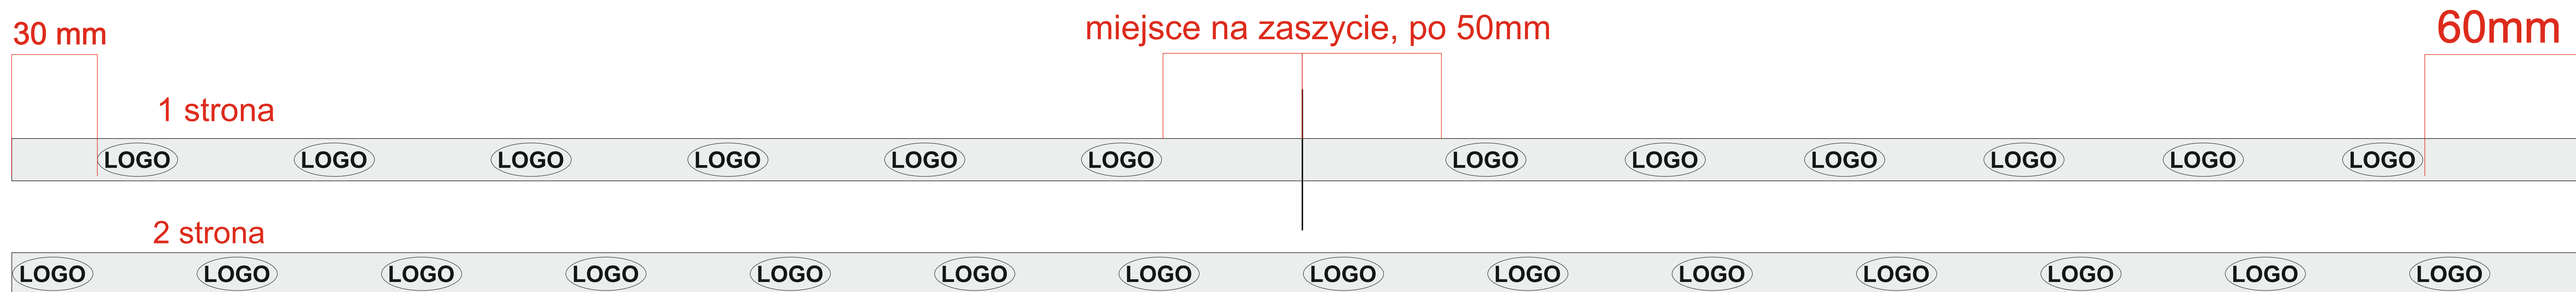 30 mm
miejsce na zaszycie, po 50mm
60mm
1 strona
LOGO LOGO LOGO LOGO LOGO LOGO LOGO LOGO LOGO LOGO LOGO LOGO
2 strona
LOGO LOGO LOGO LOGO LOGO LOGO LOGO LOGO LOGO LOGO LOGO LOGO LOGO LOGO